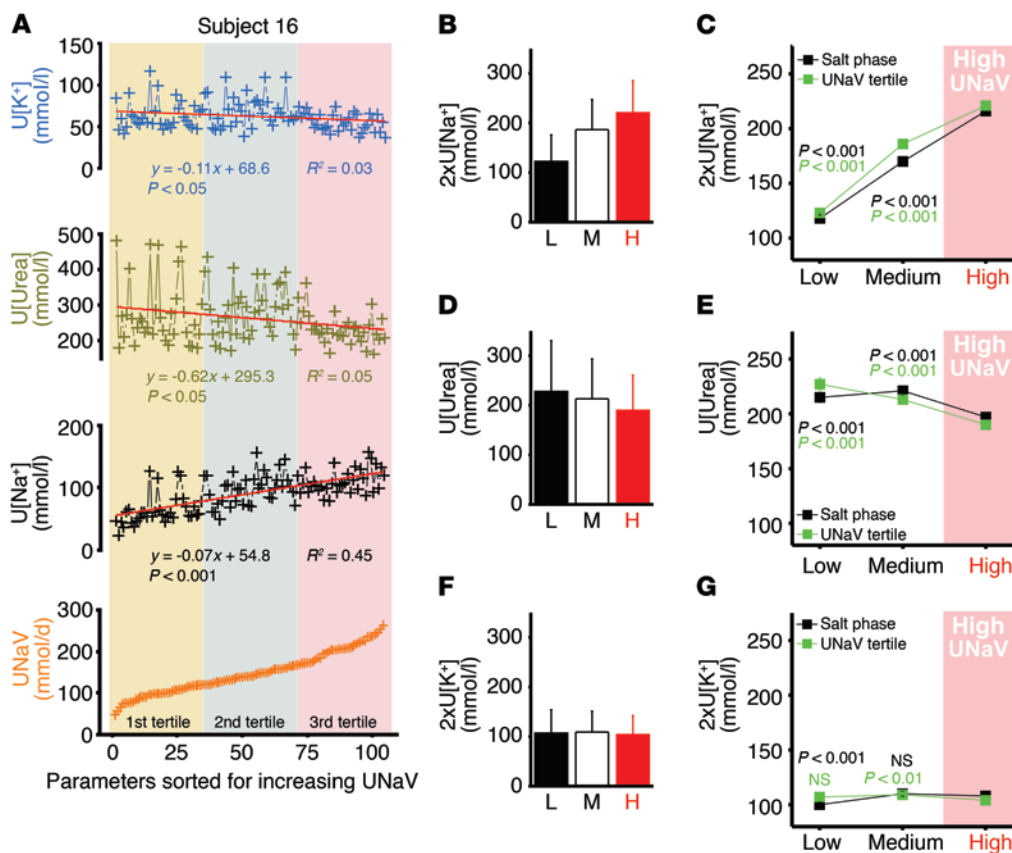 A
Subject 16
U[K⁺]
(mmol/l)
150
100
50
0
y = -0.11x + 68.6
R² = 0.03
P < 0.05
U[Urea]
(mmol/l)
500
400
300
200
y = -0.62x + 295.3
R² = 0.05
P < 0.05
U[Na⁺]
(mmol/l)
200
100
0
y = -0.07x + 54.8
R² = 0.45
P < 0.001
UNaV
(mmol/d)
300
200
100
0
1st tertile
2nd tertile
3rd tertile
0
25
50
75
100
Parameters sorted for increasing UNaV
B
2xU[Na⁺]
(mmol/l)
300
200
100
0
L
M
H
C
2xU[Na⁺]
(mmol/l)
250
200
150
100
Salt phase
UNaV tertile
High
UNaV
P < 0.001
P < 0.001
P < 0.001
P < 0.001
Low
Medium
High
D
U[Urea]
(mmol/l)
300
200
100
0
L
M
H
E
U[Urea]
(mmol/l)
250
200
150
100
High
UNaV
P < 0.001
P < 0.001
P < 0.001
P < 0.001
Salt phase
UNaV tertile
Low
Medium
High
F
2xU[K⁺]
(mmol/l)
300
200
100
0
L
M
H
G
2xU[K⁺]
(mmol/l)
250
200
150
100
Salt phase
UNaV tertile
High
UNaV
P < 0.001
NS
NS
P < 0.01
Low
Medium
High